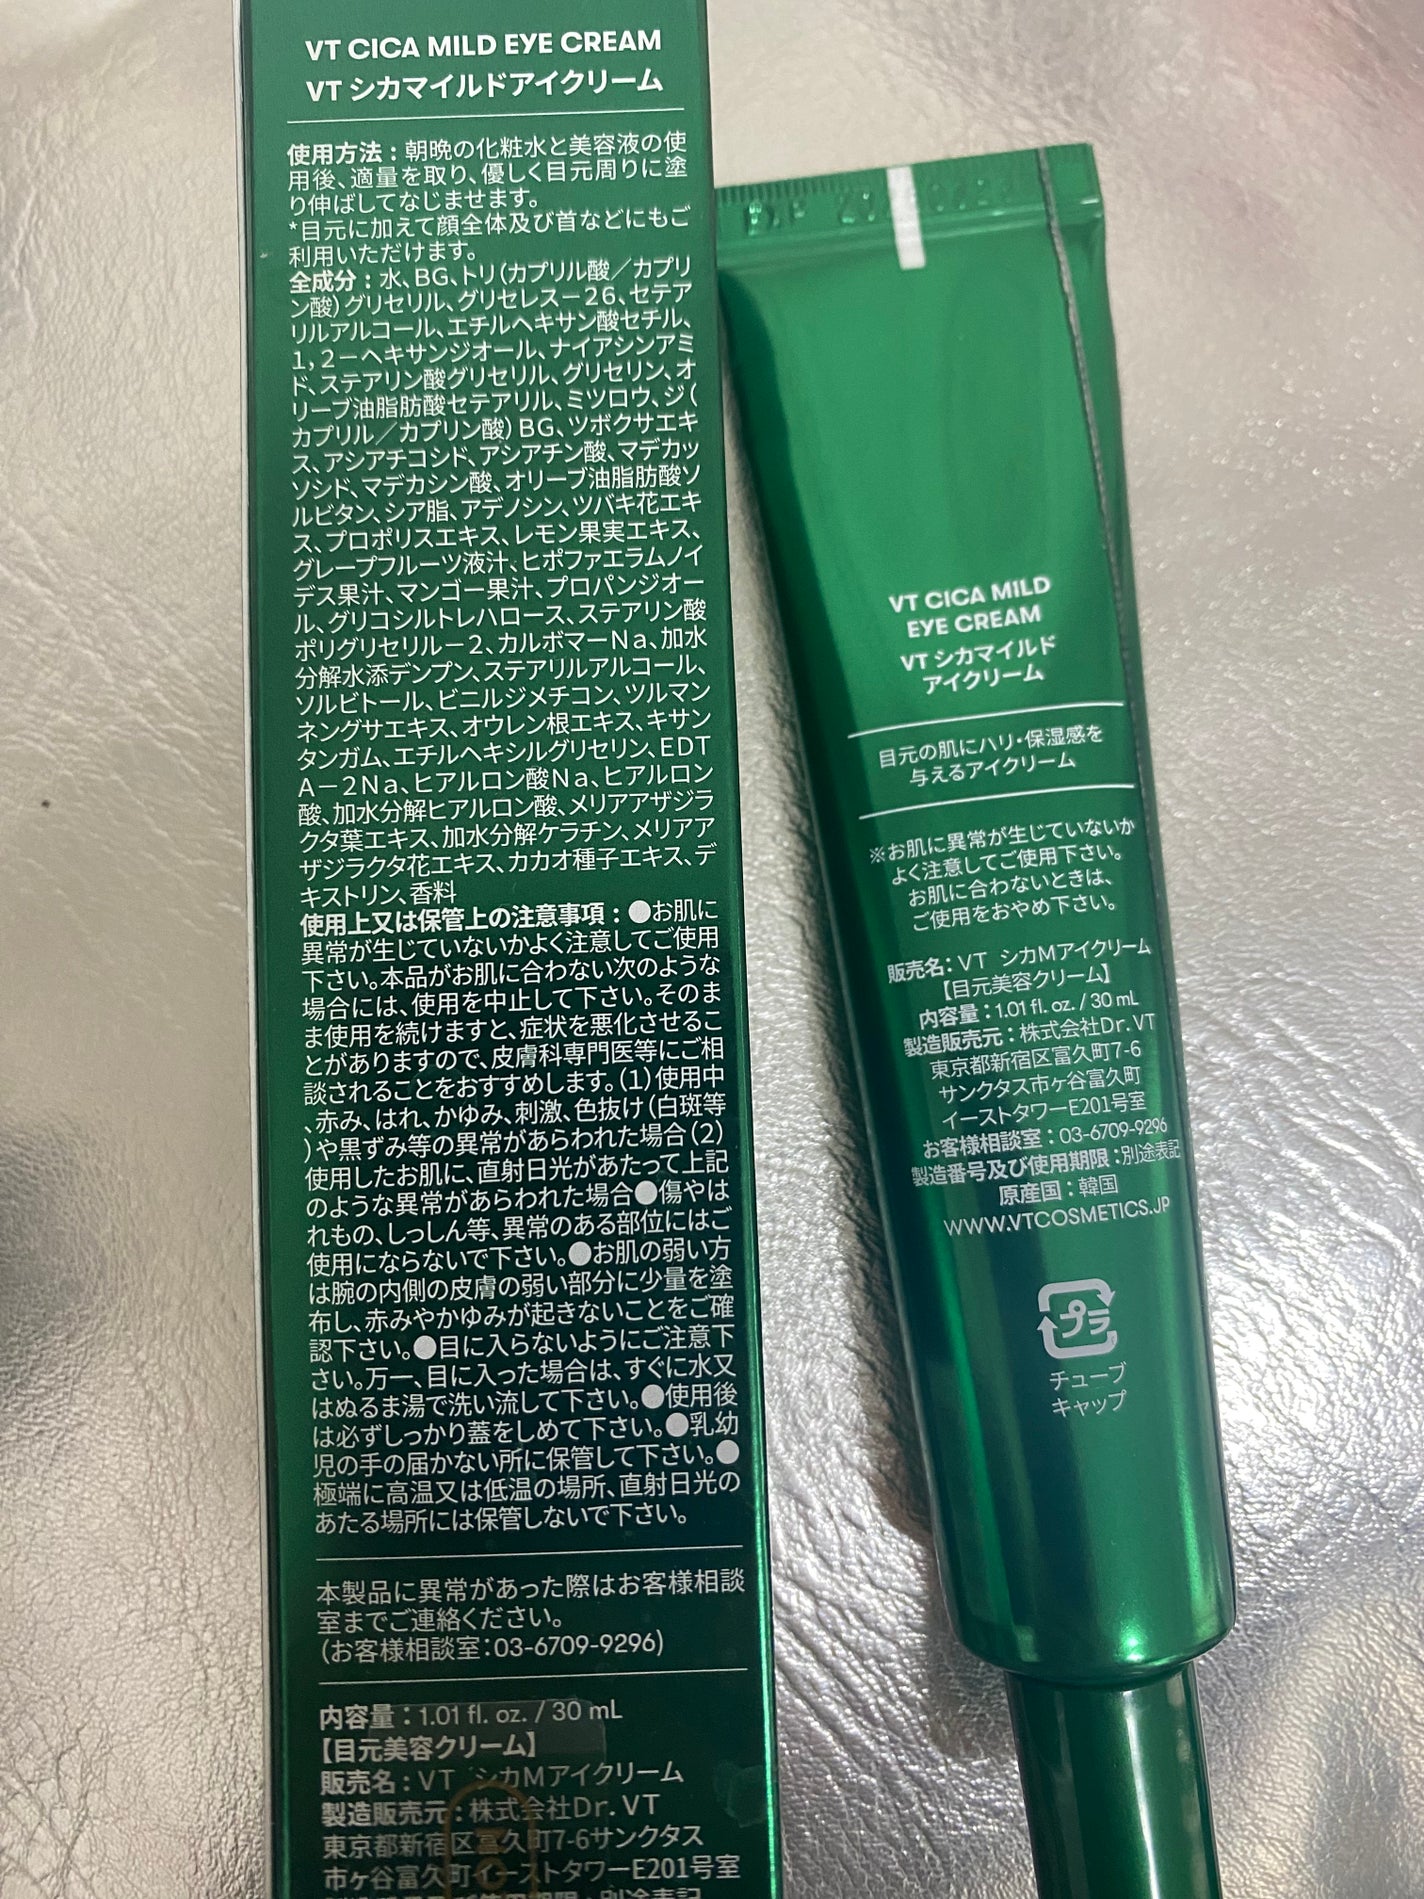 VT CICA MILD EYE CREAM
VT シカマイルドアイクリーム
使用方法：朝晩の化粧水と美容液の使
用後、適量を取り、優しく目元周りに塗
り伸ばしてなじませます。
*目元に加えて顔全体及び首などにもご
利用いただけます。
全成分：水、BG、トリ（カプリル酸／カプリ
ン酸）グリセリル、グリセレス－２６、セテア
リルアルコール、エチルヘキサン酸セチル、
１，２－ヘキサンジオール、ナイアシンアミ
ド、ステアリン酸グリセリル、グリセリン、オ
リーブ油脂肪酸セテアリル、ミツロウ、ジ（
カプリル／カプリン酸）BG、ツボクサエキ
ス、アシアチコシド、アシアチン酸、マデカッ
ソシド、マデカシン酸、オリーブ油脂肪酸ソ
ルビタン、シア脂、アデノシン、ツバキ花エキ
ス、プロポリスエキス、レモン果実エキス、
グレープフルーツ液汁、ヒポファエラムノイ
デス果汁、マンゴー果汁、プロパンジオー
ル、グリコシルトレハロース、ステアリン酸
ポリグリセリル－２、カルボマーNa、加水
分解水添デンプン、ステアリルアルコール、
ソルビトール、ビニルジメチコン、ツルマン
ネングサエキス、オウレン根エキス、キサン
タンガム、エチルヘキシルグリセリン、EDT
A－２Na、ヒアルロン酸Na、ヒアルロン
酸、加水分解ヒアルロン酸、メリアアザジラ
クタ葉エキス、加水分解ケラチン、メリアア
ザジラクタ花エキス、カカオ種子エキス、デ
キストリン、香料
使用上又は保管上の注意事項：●お肌に
異常が生じていないかよく注意してご使用
下さい。本品がお肌に合わない次のような
場合には、使用を中止して下さい。そのま
ま使用を続けますと、症状を悪化させるこ
とがありますので、皮膚科専門医等にご相
談されることをおすすめします。（１）使用中
、赤み、はれ、かゆみ、刺激、色抜け（白斑等
）や黒ずみ等の異常があらわれた場合（２）
使用したお肌に、直射日光があたって上記
のような異常があらわれた場合●傷やは
れもの、しっしん等、異常のある部位にはご
使用にならないで下さい。●お肌の弱い方
は腕の内側の皮膚の弱い部分に少量を塗
布し、赤みやかゆみが起きないことをご確
認下さい。●目に入らないようにご注意下
さい。万一、目に入った場合は、すぐに水又
はぬるま湯で洗い流して下さい。●使用後
は必ずしっかり蓋をしめて下さい。●乳幼
児の手の届かない所に保管して下さい。●
極端に高温又は低温の場所、直射日光の
あたる場所には保管しないで下さい。
本製品に異常があった際はお客様相談
室までご連絡ください。
（お客様相談室：03-6709-9296）
内容量：1.01 fl. oz. / 30 mL
【目元美容クリーム】
販売名：VT シカMアイクリーム
製造販売元：株式会社Dr. VT
東京都新宿区富久町7-6サンクタス
市ヶ谷富久町イーストタワーE201号室
VT CICA MILD
EYE CREAM
VT シカマイルド
アイクリーム
目元の肌にハリ・保湿感を
与えるアイクリーム
※お肌に異常が生じていないか
よく注意してご使用下さい。
お肌に合わないときは、
ご使用をおやめ下さい。
販売名：VT シカMアイクリーム
【目元美容クリーム】
内容量：1.01 fl. oz. / 30 mL
製造販売元：株式会社Dr. VT
東京都新宿区富久町7-6
サンクタス市ヶ谷富久町
イーストタワーE201号室
お客様相談室：03-6709-9296
製造番号及び使用期限：別途表記
原産国：韓国
WWW.VTCOSMETICS.JP
プラ
チューブ
キャップ